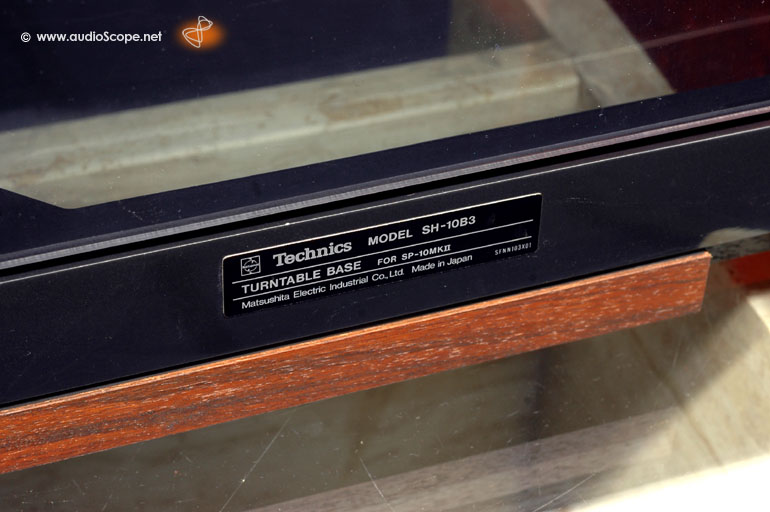 © www.audioScope.net
Technics MODEL SH-10B3
TURNTABLE BASE FOR SP-10MKII
Matsushita Electric Industrial Co., Ltd. Made in Japan SFNN103X01